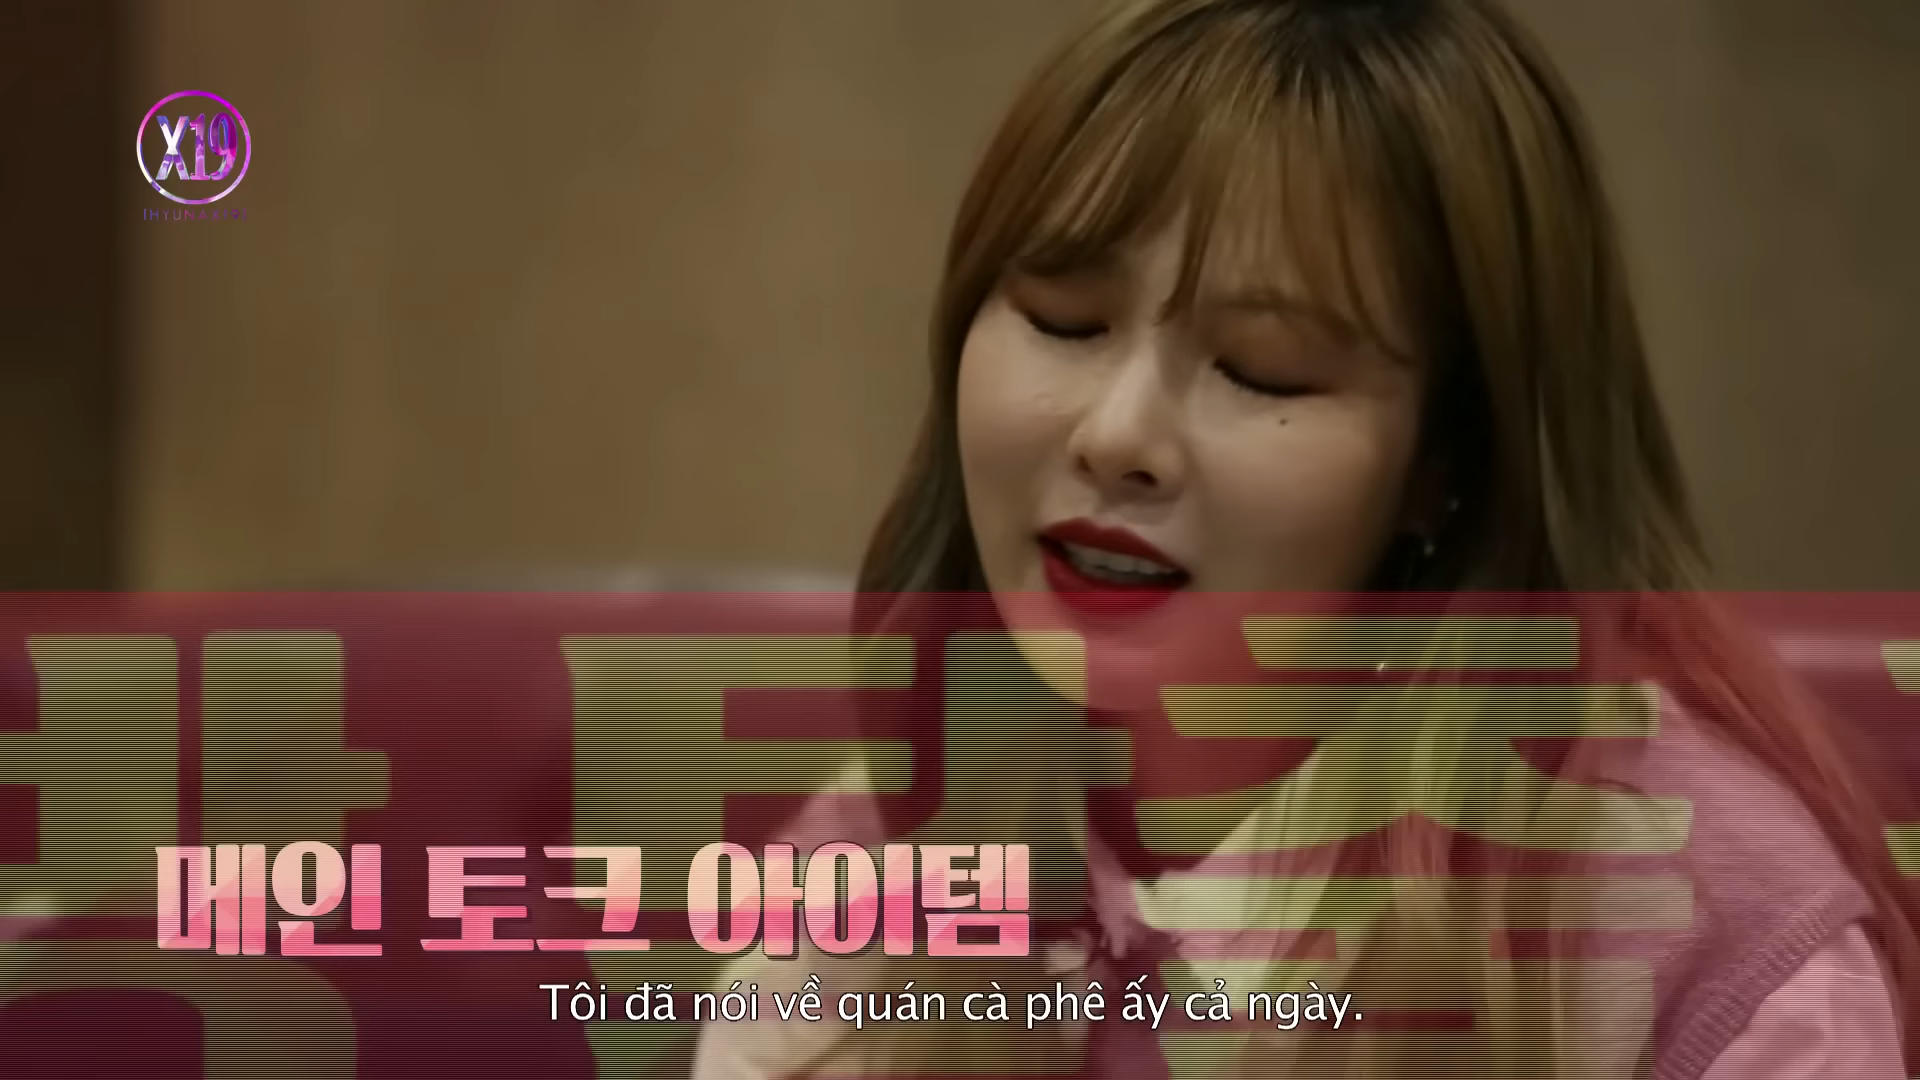 X19
메인 토크 아이템
Tôi đã nói về quán cà phê ấy cả ngày.